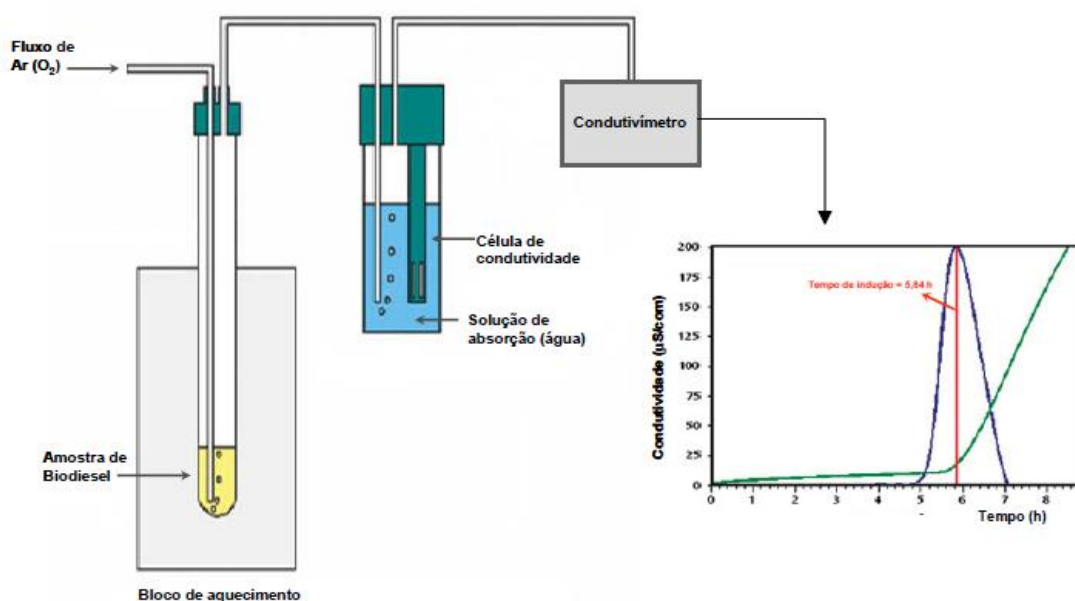 Fluxo de
Ar (O₂)
Condutivímetro
Célula de
condutividade
Solução de
absorção (água)
Amostra de
Biodiesel
Bloco de aquecimento
200
175
150
125
100
75
50
25
0
Condutividade (µS/com)
Tempo de indução = 5,84 h
0 1 2 3 4 5 6 7 8
Tempo (h)